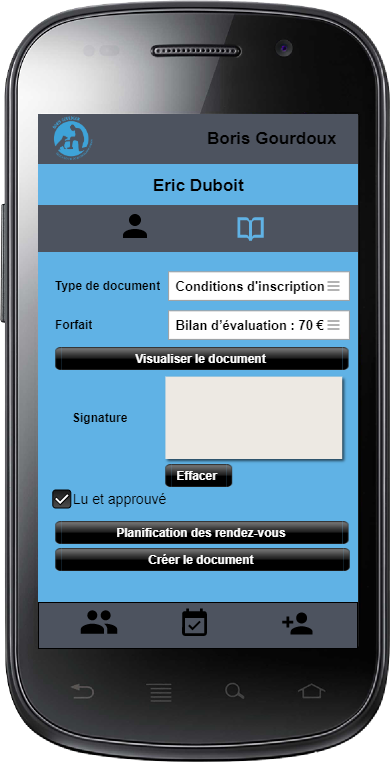 Boris Gourdoux
Eric Duboit
Type de document
Conditions d'inscription
Forfait
Bilan d'évaluation : 70 €
Visualiser le document
Signature
Effacer
Lu et approuvé
Planification des rendez-vous
Créer le document